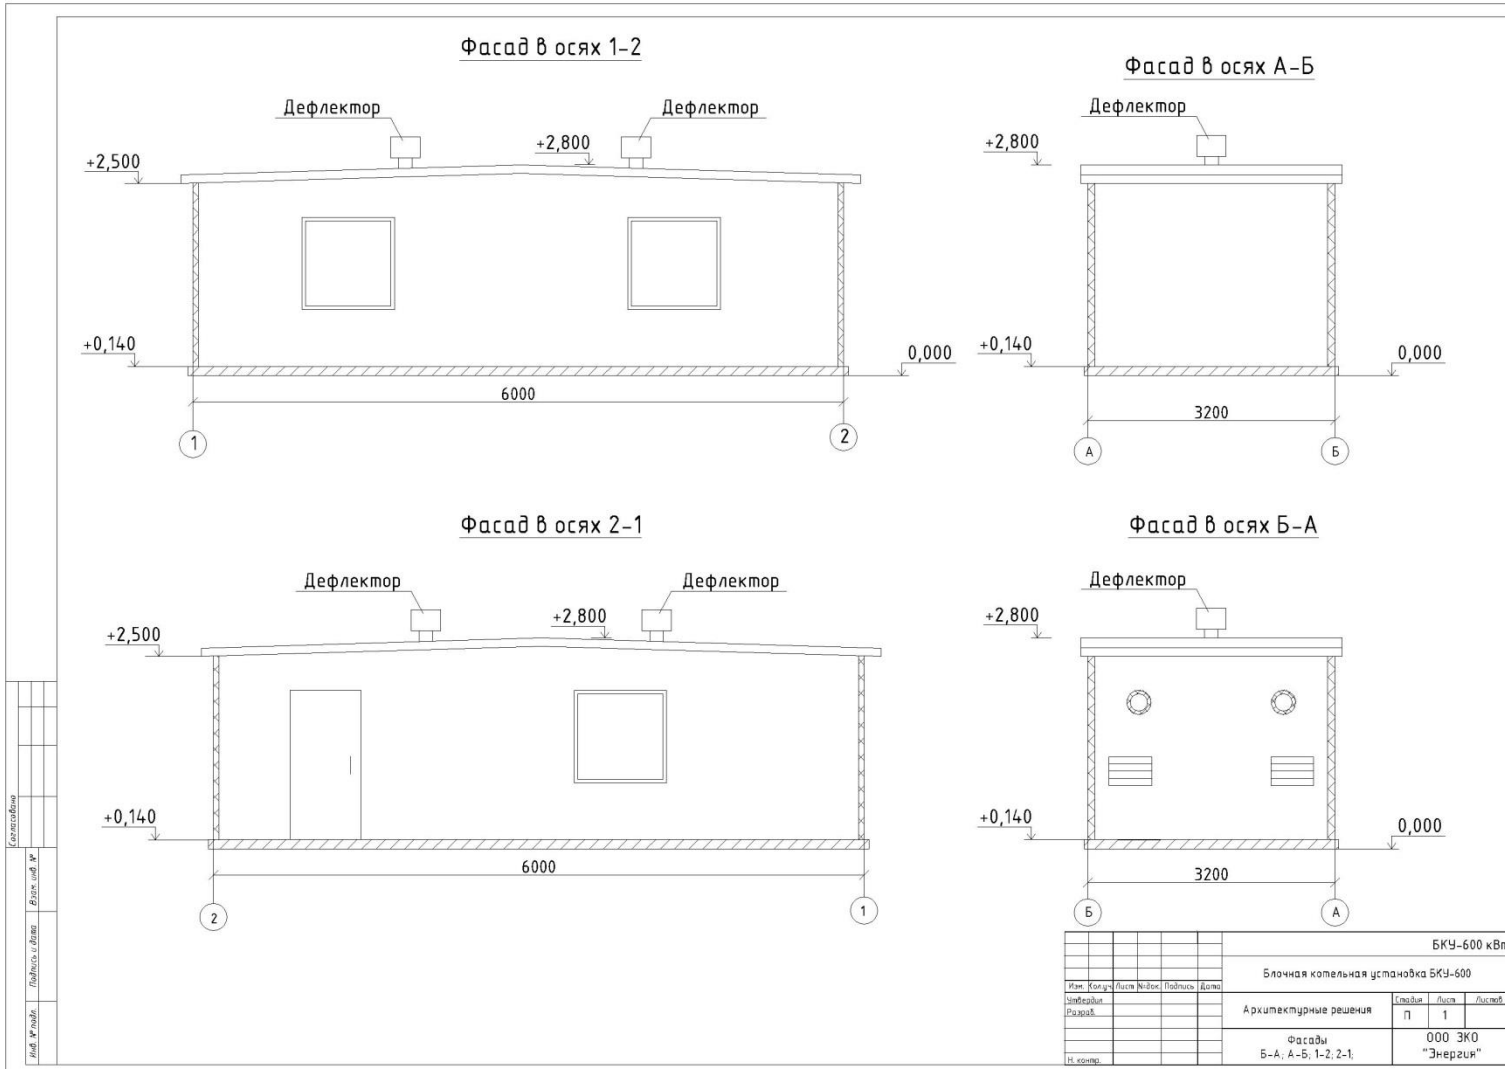 Фасад в осях 1-2
Дефлектор
Дефлектор
+2,800
+2,500
+0,140
0,000
6000
1
2
Фасад в осях А-Б
Дефлектор
+2,800
+0,140
0,000
3200
А
Б
Фасад в осях 2-1
Дефлектор
Дефлектор
+2,800
+2,500
+0,140
6000
2
1
Фасад в осях Б-А
Дефлектор
+2,800
+0,140
0,000
3200
Б
А
Согласовано
Взам. инв. №
Подпись и дата
Инв. № подл.
БКУ-600 кВт
Блочная котельная установка БКУ-600
Изм. Кол.уч. Лист №док. Подпись Дата
Утвердил
Разраб.
Н. контр.
Архитектурные решения
Стадия Лист Листов
П 1
Фасады
Б-А; А-Б; 1-2; 2-1;
ООО ЗКО
"Энергия"